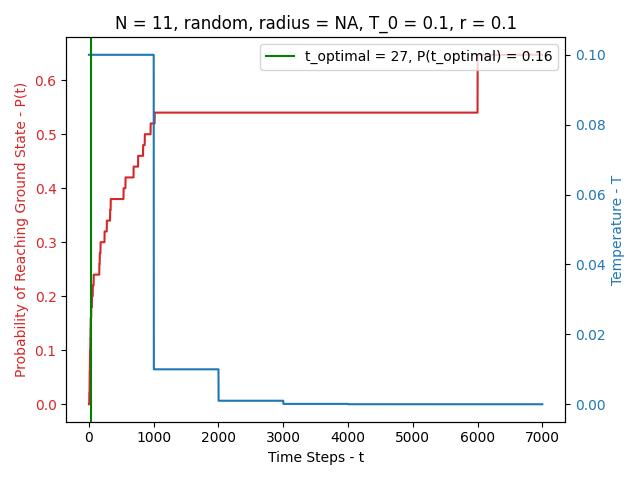 N = 11, random, radius = NA, T_0 = 0.1, r = 0.1
t_optimal = 27, P(t_optimal) = 0.16
Probability of Reaching Ground State - P(t)
0.6
0.5
0.4
0.3
0.2
0.1
0.0
0.10
0.08
0.06
0.04
0.02
0.00
Temperature - T
0 1000 2000 3000 4000 5000 6000 7000
Time Steps - t